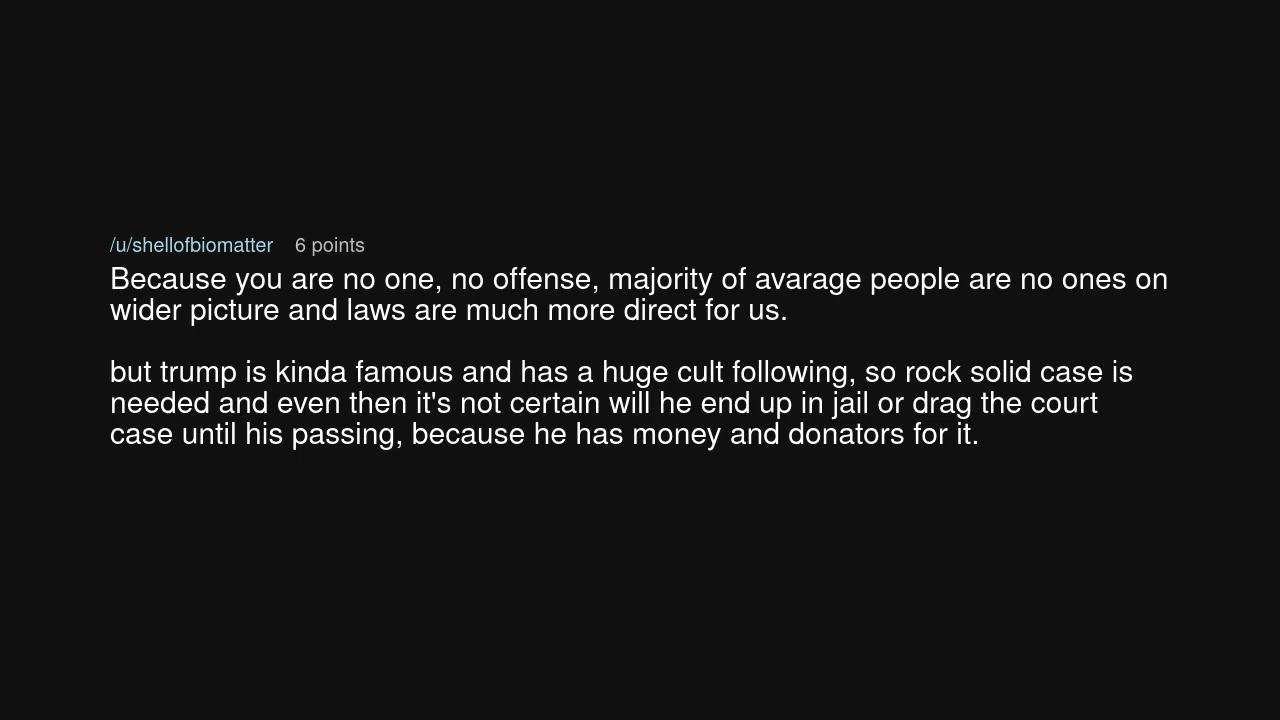 /u/shellofbiomatter 6 points
Because you are no one, no offense, majority of avarage people are no ones on
wider picture and laws are much more direct for us.
but trump is kinda famous and has a huge cult following, so rock solid case is
needed and even then it's not certain will he end up in jail or drag the court
case until his passing, because he has money and donators for it.